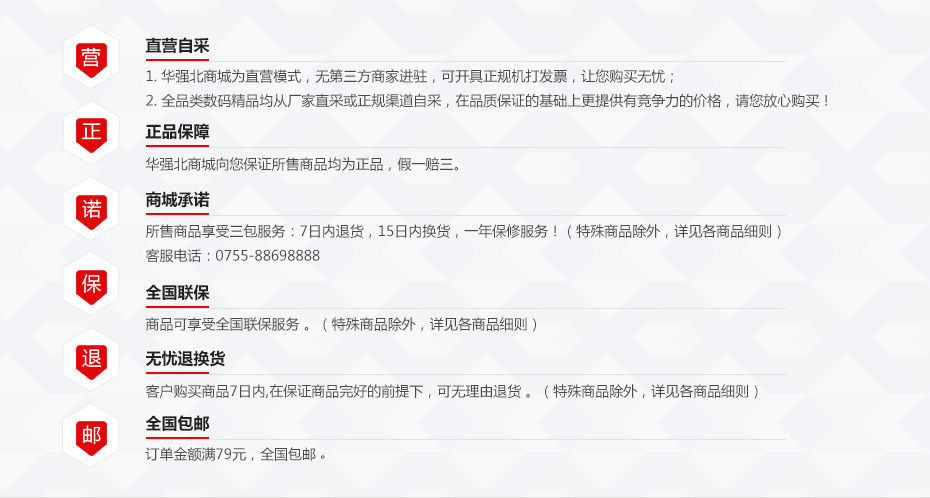 营
直营自采
1. 华强北商城为直营模式，无第三方商家进驻，可开具正规机打发票，让您购买无忧；
2. 全品类数码精品均从厂家直采或正规渠道自采，在品质保证的基础上更提供有竞争力的价格，请您放心购买！
正
正品保障
华强北商城向您保证所售商品均为正品，假一赔三。
诺
商城承诺
所售商品享受三包服务：7日内退货，15日内换货，一年保修服务！（特殊商品除外，详见各商品细则）
客服电话：0755-88698888
保
全国联保
商品可享受全国联保服务 。（特殊商品除外，详见各商品细则）
退
无忧退换货
客户购买商品7日内,在保证商品完好的前提下，可无理由退货 。（特殊商品除外，详见各商品细则）
邮
全国包邮
订单金额满79元，全国包邮 。